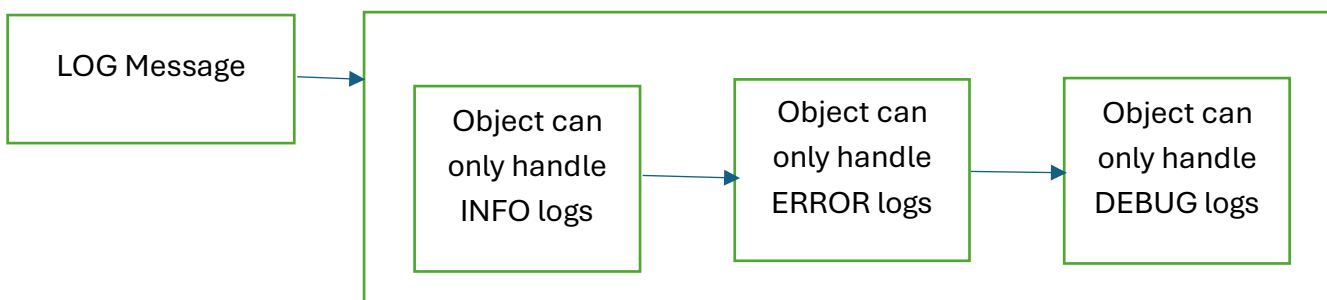 LOG Message
Object can
only handle
INFO logs
Object can
only handle
ERROR logs
Object can
only handle
DEBUG logs